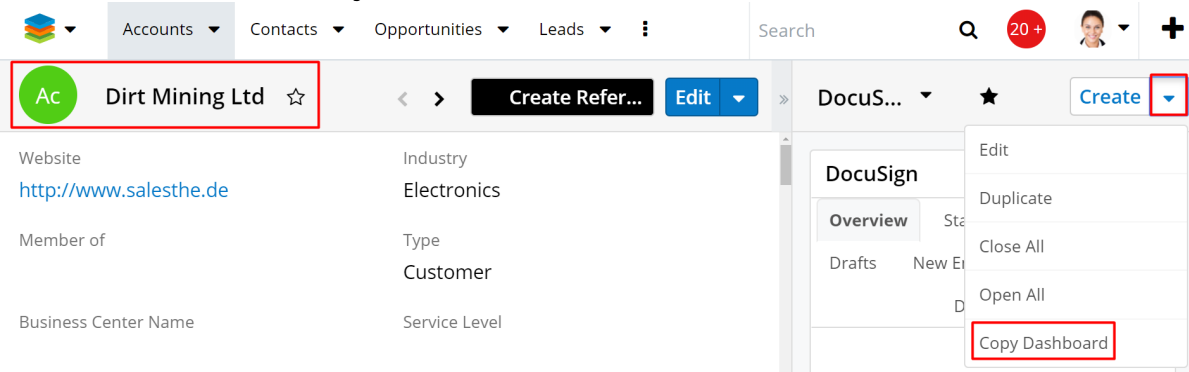 Accounts Contacts Opportunities Leads Search 20 +
Ac Dirt Mining Ltd Create Refer... Edit » DocuS... Create
Website
http://www.salesthe.de
Industry
Electronics
Member of
Type
Customer
Business Center Name
Service Level
DocuSign
Overview Sta
Drafts New En
D
Edit
Duplicate
Close All
Open All
Copy Dashboard